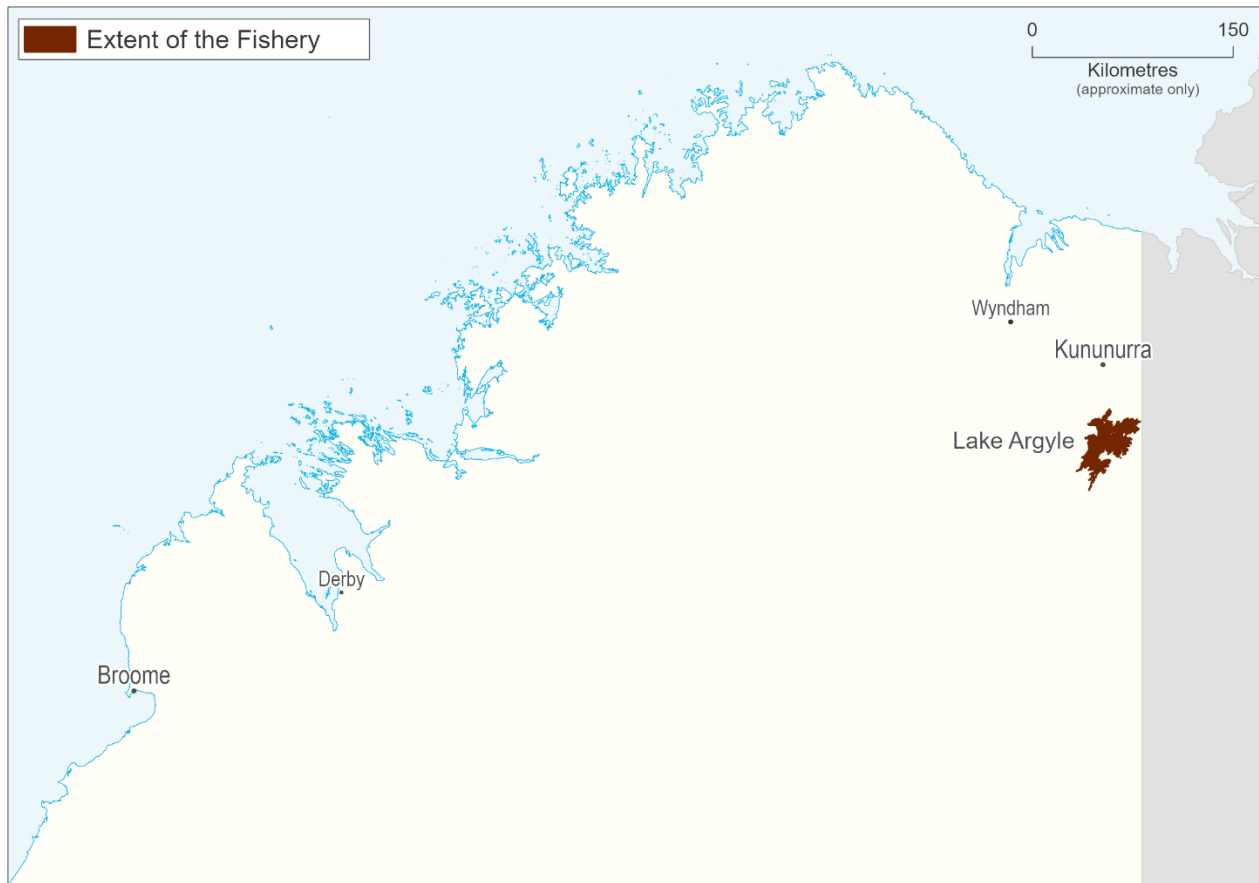 Extent of the Fishery
0 150
Kilometres
(approximate only)
Wyndham
Kununurra
Lake Argyle
Derby
Broome